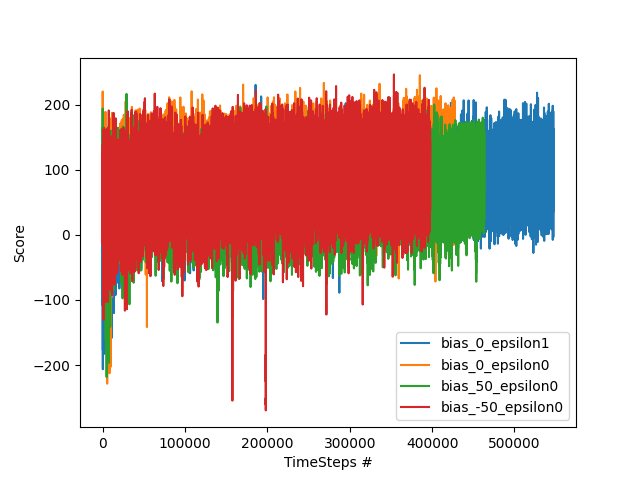 200
100
0
−100
−200
Score
0
100000
200000
300000
400000
500000
TimeSteps #
bias_0_epsilon1
bias_0_epsilon0
bias_50_epsilon0
bias_-50_epsilon0